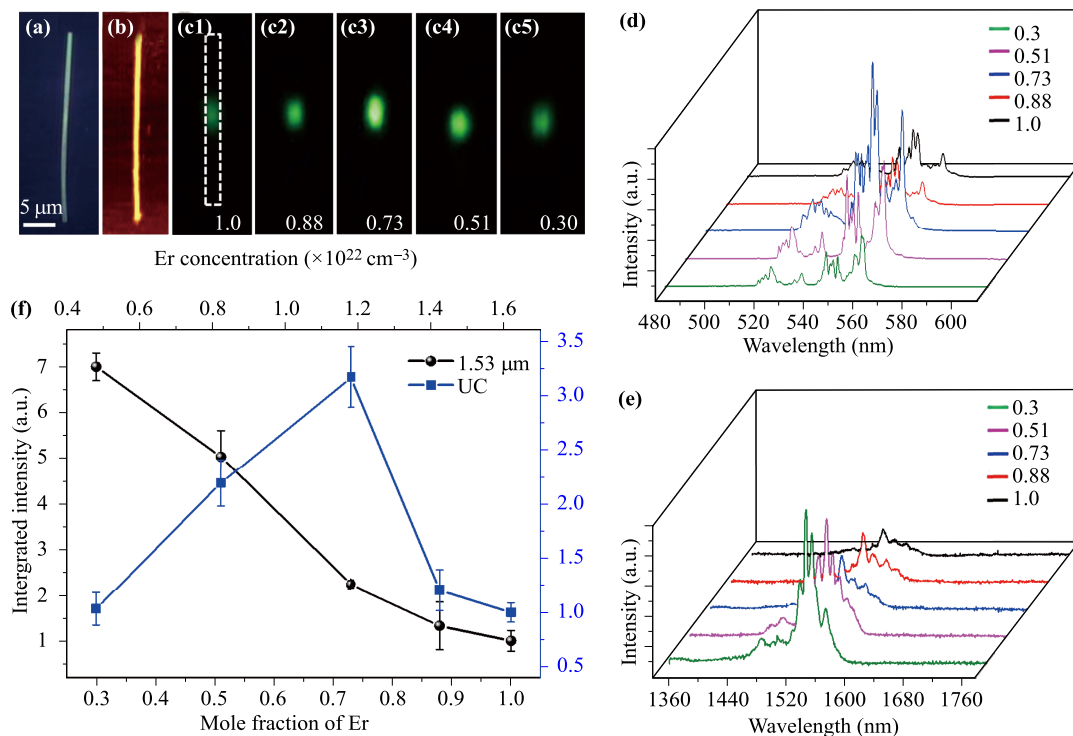 (a) (b) (c1) (c2) (c3) (c4) (c5)
5 μm
1.0 0.88 0.73 0.51 0.30
(d)
0.3
0.51
0.73
0.88
1.0
Intensity (a.u.)
480 500 520 540 560 580 600
Wavelength (nm)
Er concentration (×10²² cm⁻³)
(f)
0.4 0.6 0.8 1.0 1.2 1.4 1.6
1.53 μm
UC
7
5
4
2
2
1
Intergrated intensity (a.u.)
3.5
3.0
2.5
2.0
1.5
1.0
0.5
0.3 0.4 0.5 0.7 0.8 0.9 1.0
Mole fraction of Er
(e)
0.3
0.51
0.73
0.88
1.0
Intensity (a.u.)
1360 1440 1520 1600 1680 1760
Wavelength (nm)